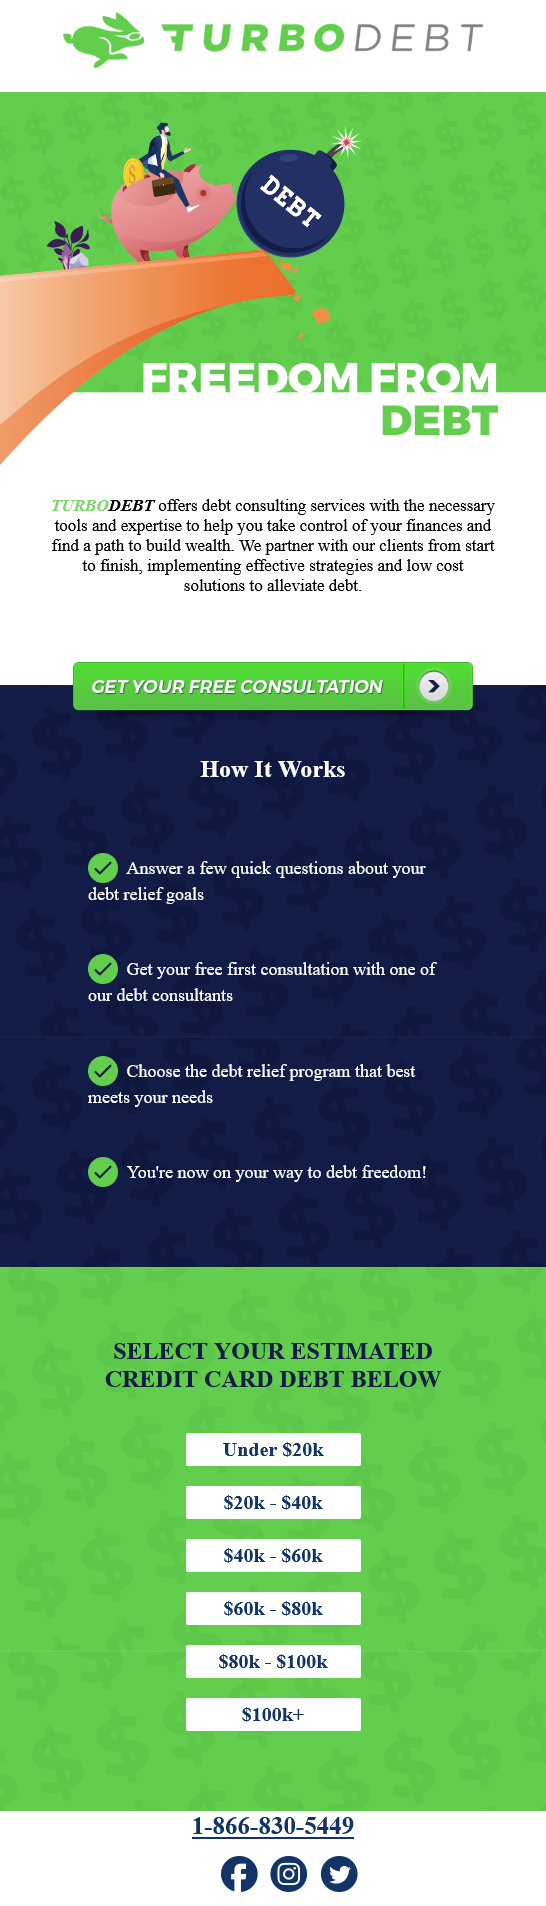 TURBODEBT
DEBT
FREEDOM FROM
DEBT
TURBODEBT offers debt consulting services with the necessary
tools and expertise to help you take control of your finances and
find a path to build wealth. We partner with our clients from start
to finish, implementing effective strategies and low cost
solutions to alleviate debt.
GET YOUR FREE CONSULTATION
How It Works
Answer a few quick questions about your
debt relief goals
Get your free first consultation with one of
our debt consultants
Choose the debt relief program that best
meets your needs
You're now on your way to debt freedom!
SELECT YOUR ESTIMATED
CREDIT CARD DEBT BELOW
Under $20k
$20k - $40k
$40k - $60k
$60k - $80k
$80k - $100k
$100k+
1-866-830-5449